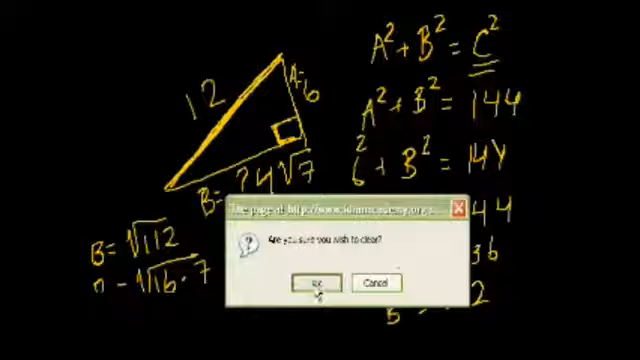 A² + B² = C²
12
A=6
A² + B² = 144
6² + B² = 144
B= ?4√7
44
B = √112
36
= √16·7
B
2
Are you sure you wish to clear?
Cancel